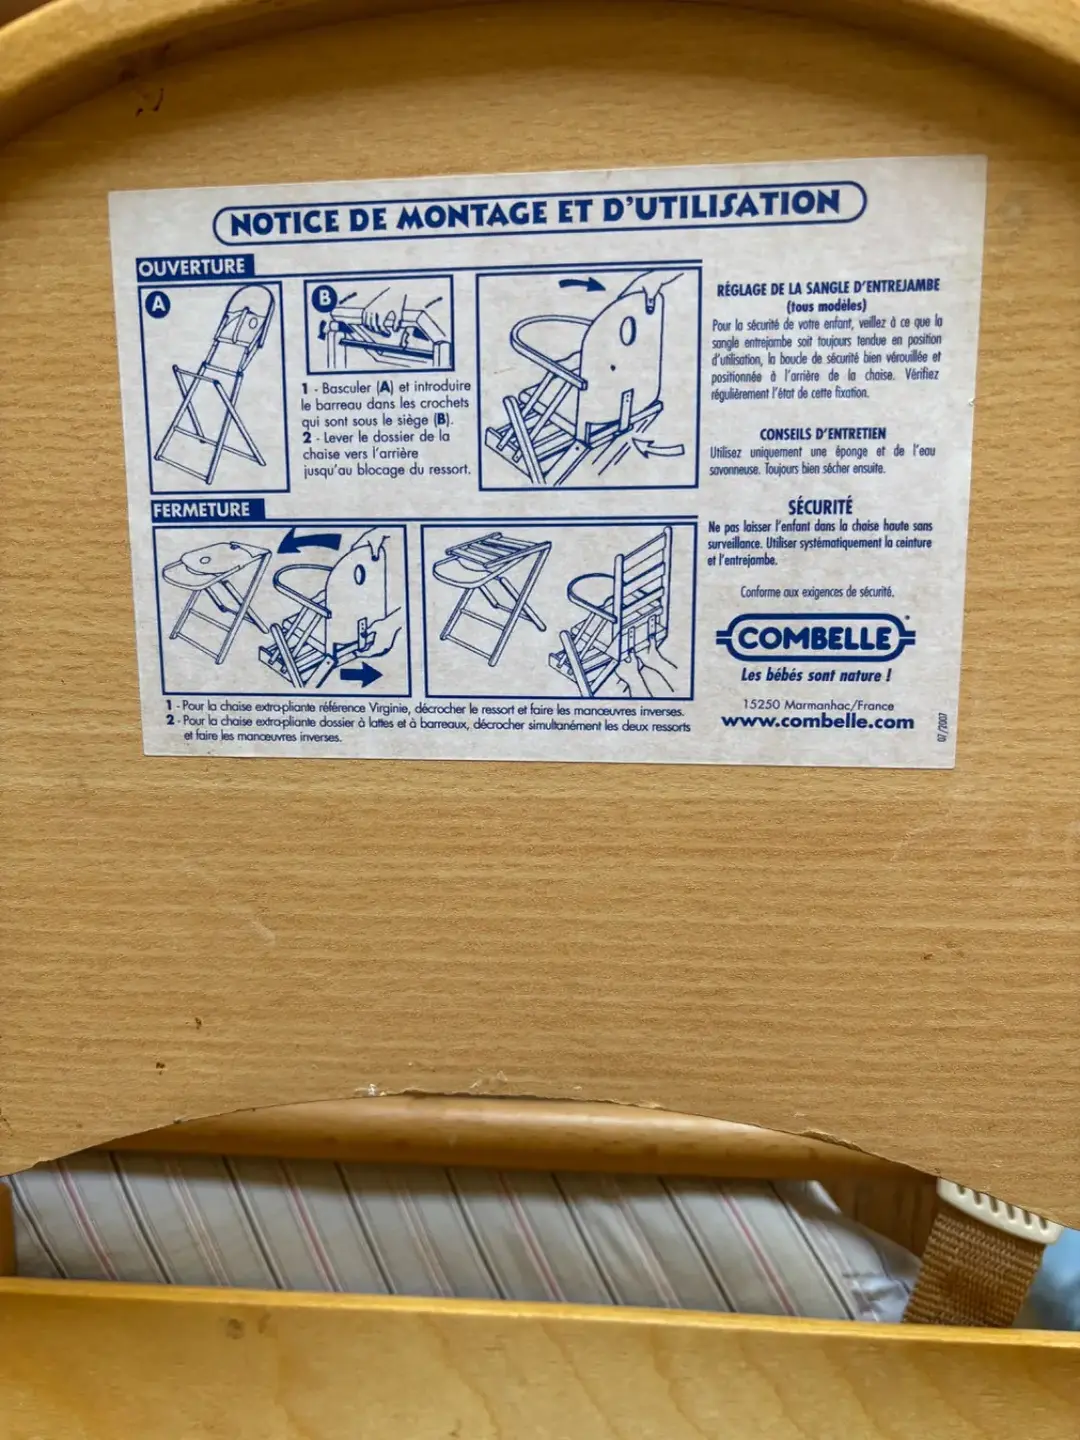 NOTICE DE MONTAGE ET D'UTILISATION
OUVERTURE
A
B
1 - Basculer (A) et introduire
le barreau dans les crochets
qui sont sous le siège (B).
2 - Lever le dossier de la
chaise vers l'arrière
jusqu'au blocage du ressort.
FERMETURE
1 - Pour la chaise extra-pliante référence Virginie, décrocher le ressort et faire les manœuvres inverses.
2 - Pour la chaise extra-pliante dossier à lattes et à barreaux, décrocher simultanément les deux ressorts
et faire les manœuvres inverses.
RÉGLAGE DE LA SANGLE D'ENTREJAMBE
(tous modèles)
Pour la sécurité de votre enfant, veillez à ce que la
sangle entrejambe soit toujours tendue en position
d'utilisation, la boucle de sécurité bien vérouillée et
positionnée à l'arrière de la chaise. Vérifiez
régulièrement l'état de cette fixation.
CONSEILS D'ENTRETIEN
Utilisez uniquement une éponge et de l'eau
savonneuse. Toujours bien sécher ensuite.
SÉCURITÉ
Ne pas laisser l'enfant dans la chaise haute sans
surveillance. Utiliser systématiquement la ceinture
et l'entrejambe.
Conforme aux exigences de sécurité.
COMBELLE
Les bébés sont nature !
15250 Marmanhac/France
www.combelle.com
07/2007